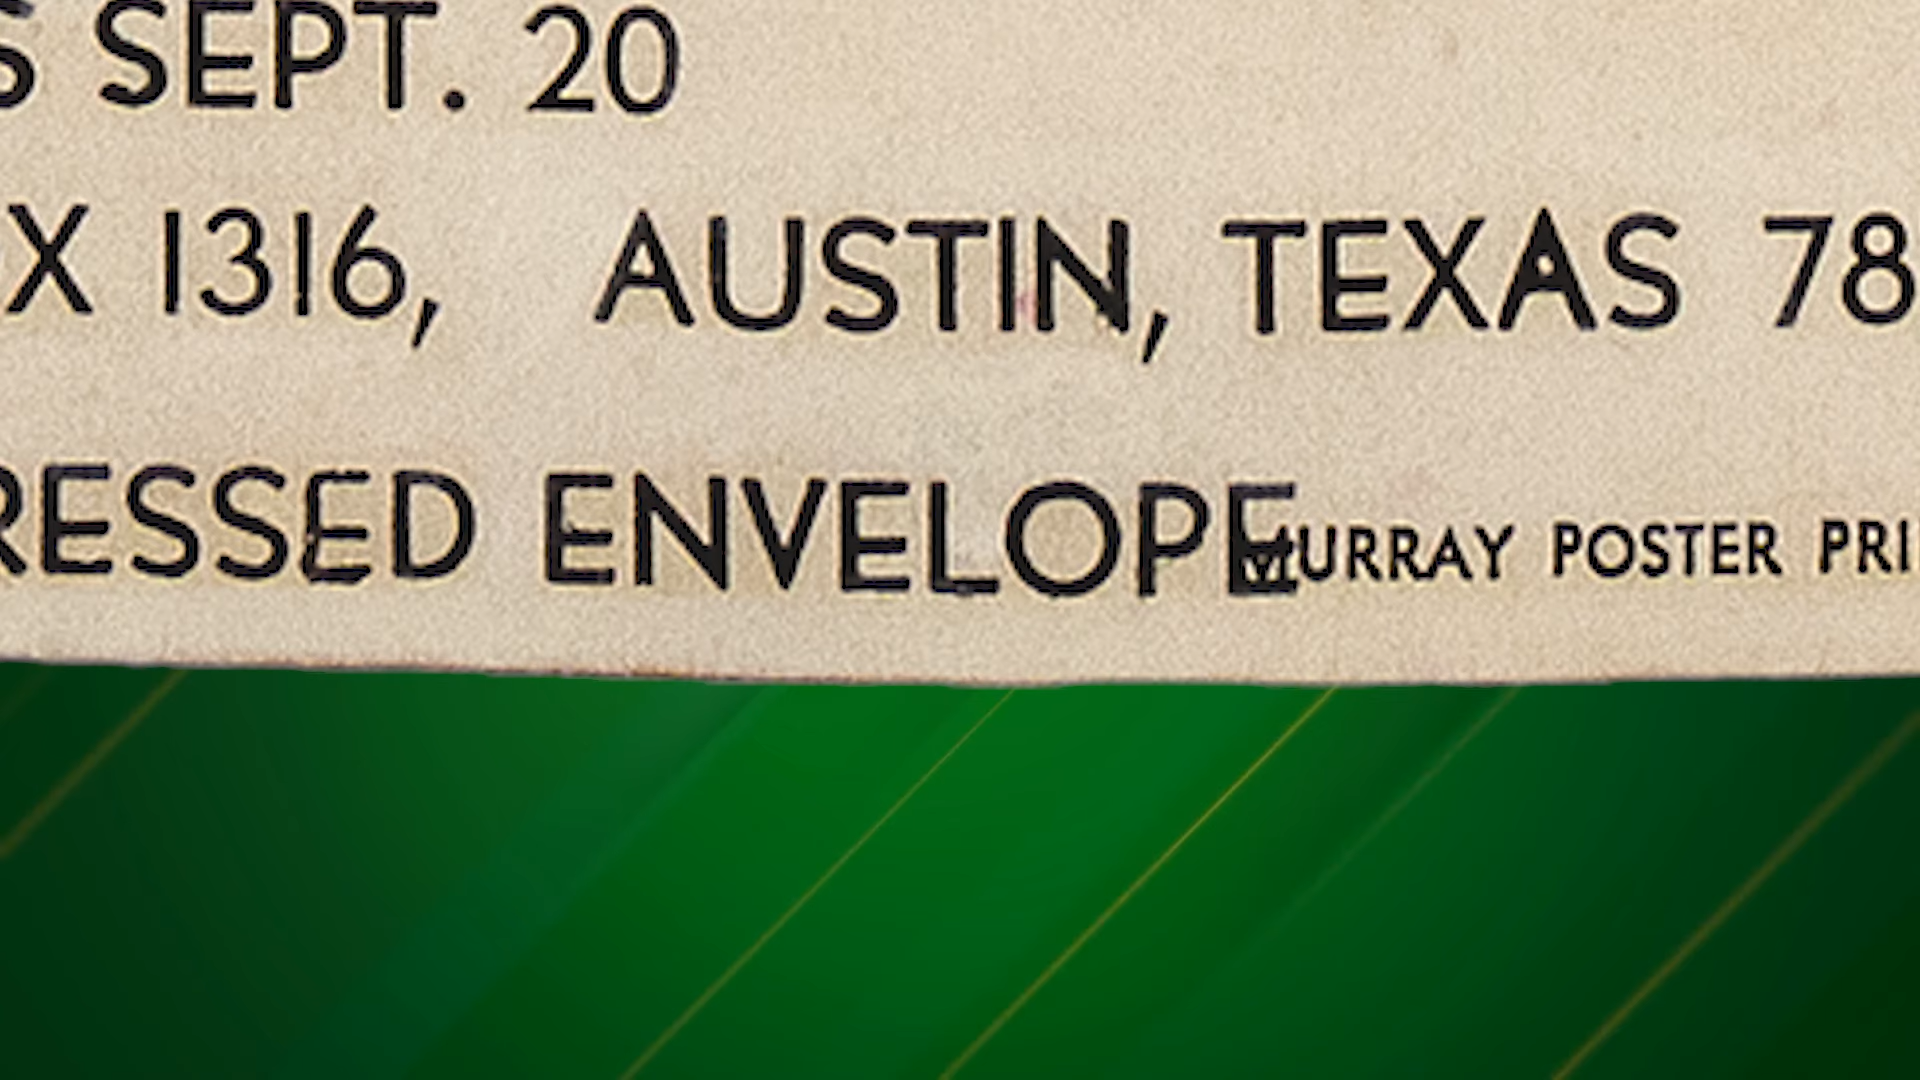 S SEPT. 20
X 1316, AUSTIN, TEXAS 78
RESSED ENVELOPE MURRAY POSTER PRI